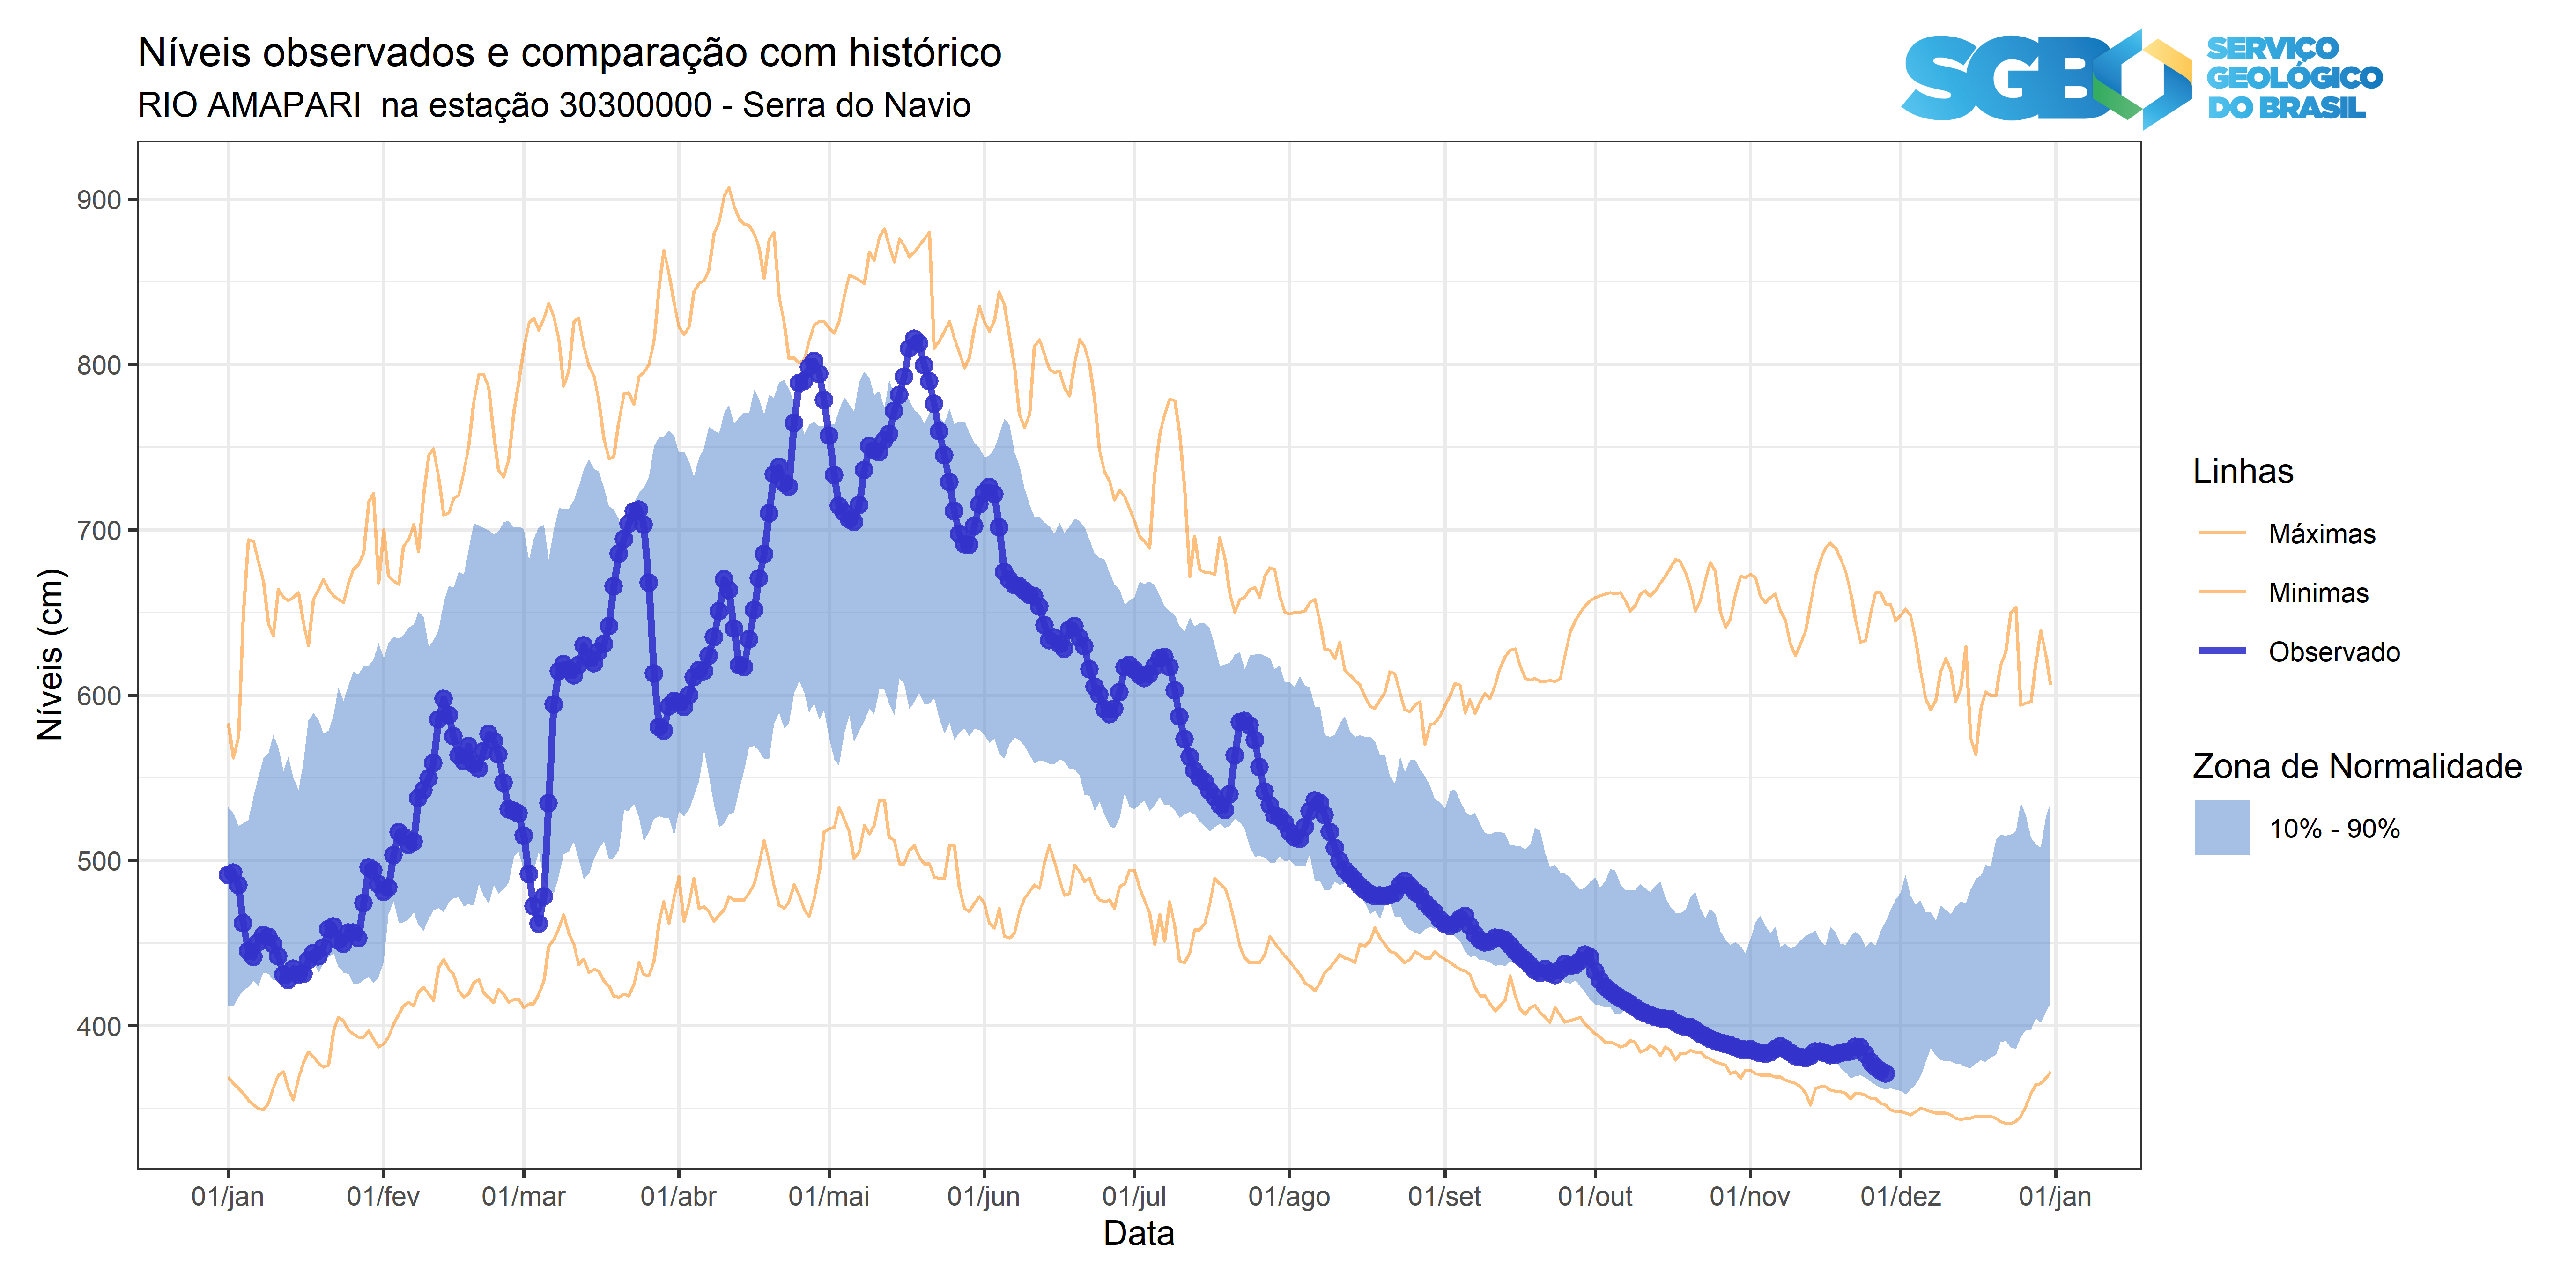 Níveis observados e comparação com histórico
RIO AMAPARI  na estação 30300000 - Serra do Navio
SGB
SERVIÇO
GEOLÓGICO
DO BRASIL
Níveis (cm)
900
800
700
600
500
400
01/jan
01/fev
01/mar
01/abr
01/mai
01/jun
01/jul
01/ago
01/set
01/out
01/nov
01/dez
01/jan
Data
Linhas
Máximas
Minimas
Observado
Zona de Normalidade
10% - 90%